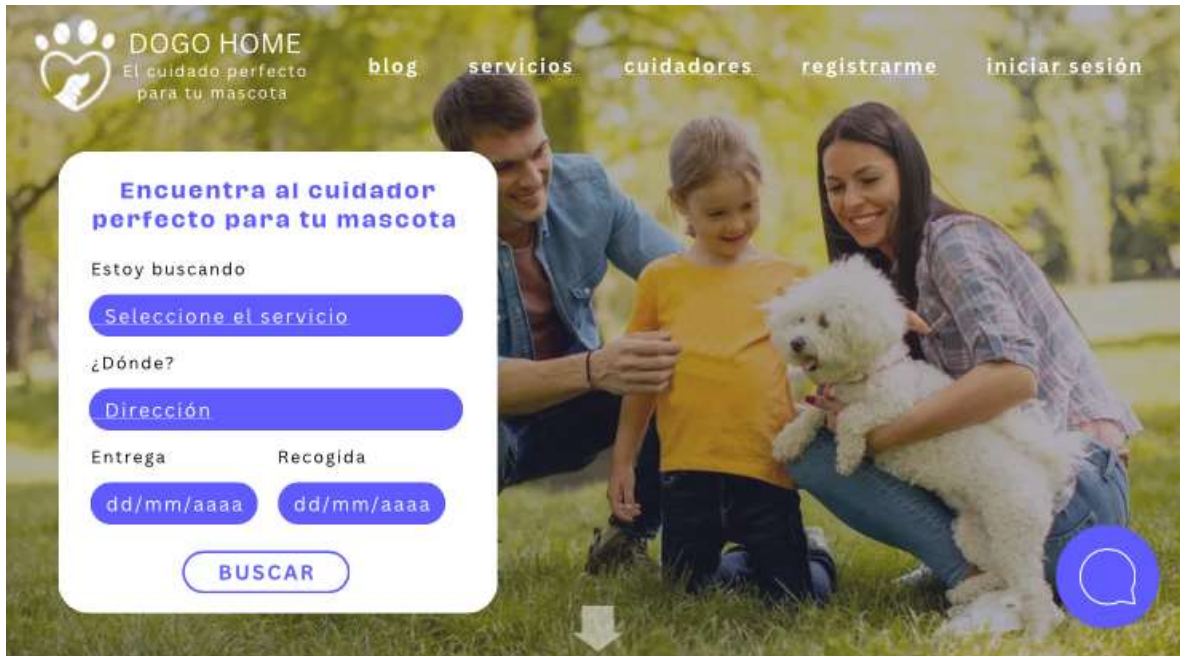 DOGO HOME
El cuidado perfecto
para tu mascota
blog
servicios
cuidadores
registrarme
iniciar sesión
Encuentra al cuidador
perfecto para tu mascota
Estoy buscando
Seleccione el servicio
¿Dónde?
Dirección
Entrega
Recogida
dd/mm/aaaa
dd/mm/aaaa
BUSCAR